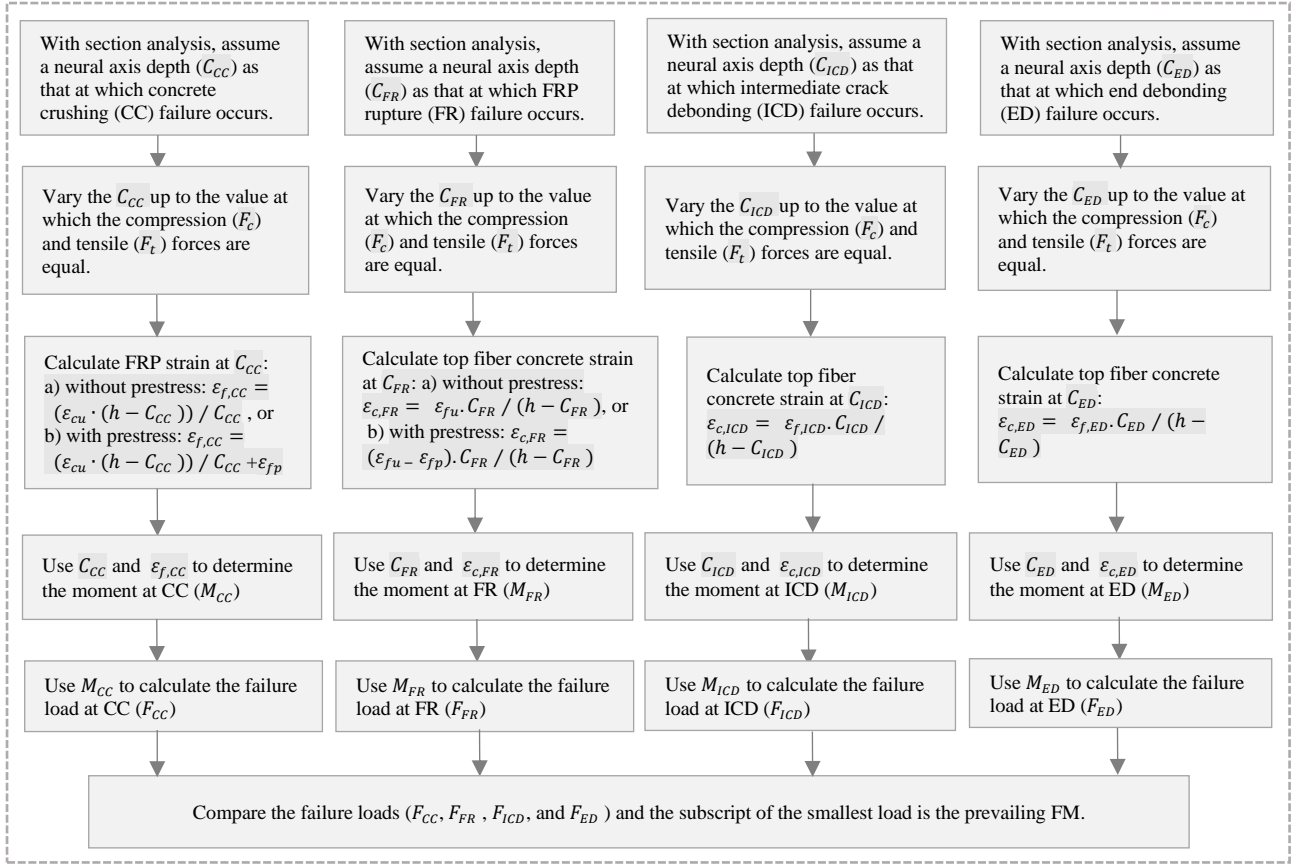 With section analysis, assume
a neural axis depth (C_CC) as
that at which concrete
crushing (CC) failure occurs.
Vary the C_CC up to the value at
which the compression (F_c)
and tensile (F_t) forces are
equal.
Calculate FRP strain at C_CC:
a) without prestress: ε_f,CC =
(ε_cu · (h − C_CC)) / C_CC , or
b) with prestress: ε_f,CC =
(ε_cu · (h − C_CC)) / C_CC +ε_fp
Use C_CC and ε_f,CC to determine
the moment at CC (M_CC)
Use M_CC to calculate the failure
load at CC (F_CC)
With section analysis,
assume a neural axis depth
(C_FR) as that at which FRP
rupture (FR) failure occurs.
Vary the C_FR up to the value
at which the compression
(F_c) and tensile (F_t) forces
are equal.
Calculate top fiber concrete strain
at C_FR: a) without prestress:
ε_c,FR = ε_fu. C_FR / (h − C_FR), or
b) with prestress: ε_c,FR =
(ε_fu − ε_fp). C_FR / (h − C_FR)
Use C_FR and ε_c,FR to determine
the moment at FR (M_FR)
Use M_FR to calculate the failure
load at FR (F_FR)
With section analysis, assume a
neural axis depth (C_ICD) as that
at which intermediate crack
debonding (ICD) failure occurs.
Vary the C_ICD up to the value at
which the compression (F_c) and
tensile (F_t) forces are equal.
Calculate top fiber
concrete strain at C_ICD:
ε_c,ICD = ε_f,ICD. C_ICD /
(h − C_ICD)
Use C_ICD and ε_c,ICD to determine
the moment at ICD (M_ICD)
Use M_ICD to calculate the failure
load at ICD (F_ICD)
With section analysis, assume
a neural axis depth (C_ED) as
that at which end debonding
(ED) failure occurs.
Vary the C_ED up to the value at
which the compression (F_c)
and tensile (F_t) forces are
equal.
Calculate top fiber concrete
strain at C_ED:
ε_c,ED = ε_f,ED. C_ED / (h −
C_ED)
Use C_ED and ε_c,ED to determine
the moment at ED (M_ED)
Use M_ED to calculate the failure
load at ED (F_ED)
Compare the failure loads (F_CC, F_FR , F_ICD, and F_ED ) and the subscript of the smallest load is the prevailing FM.